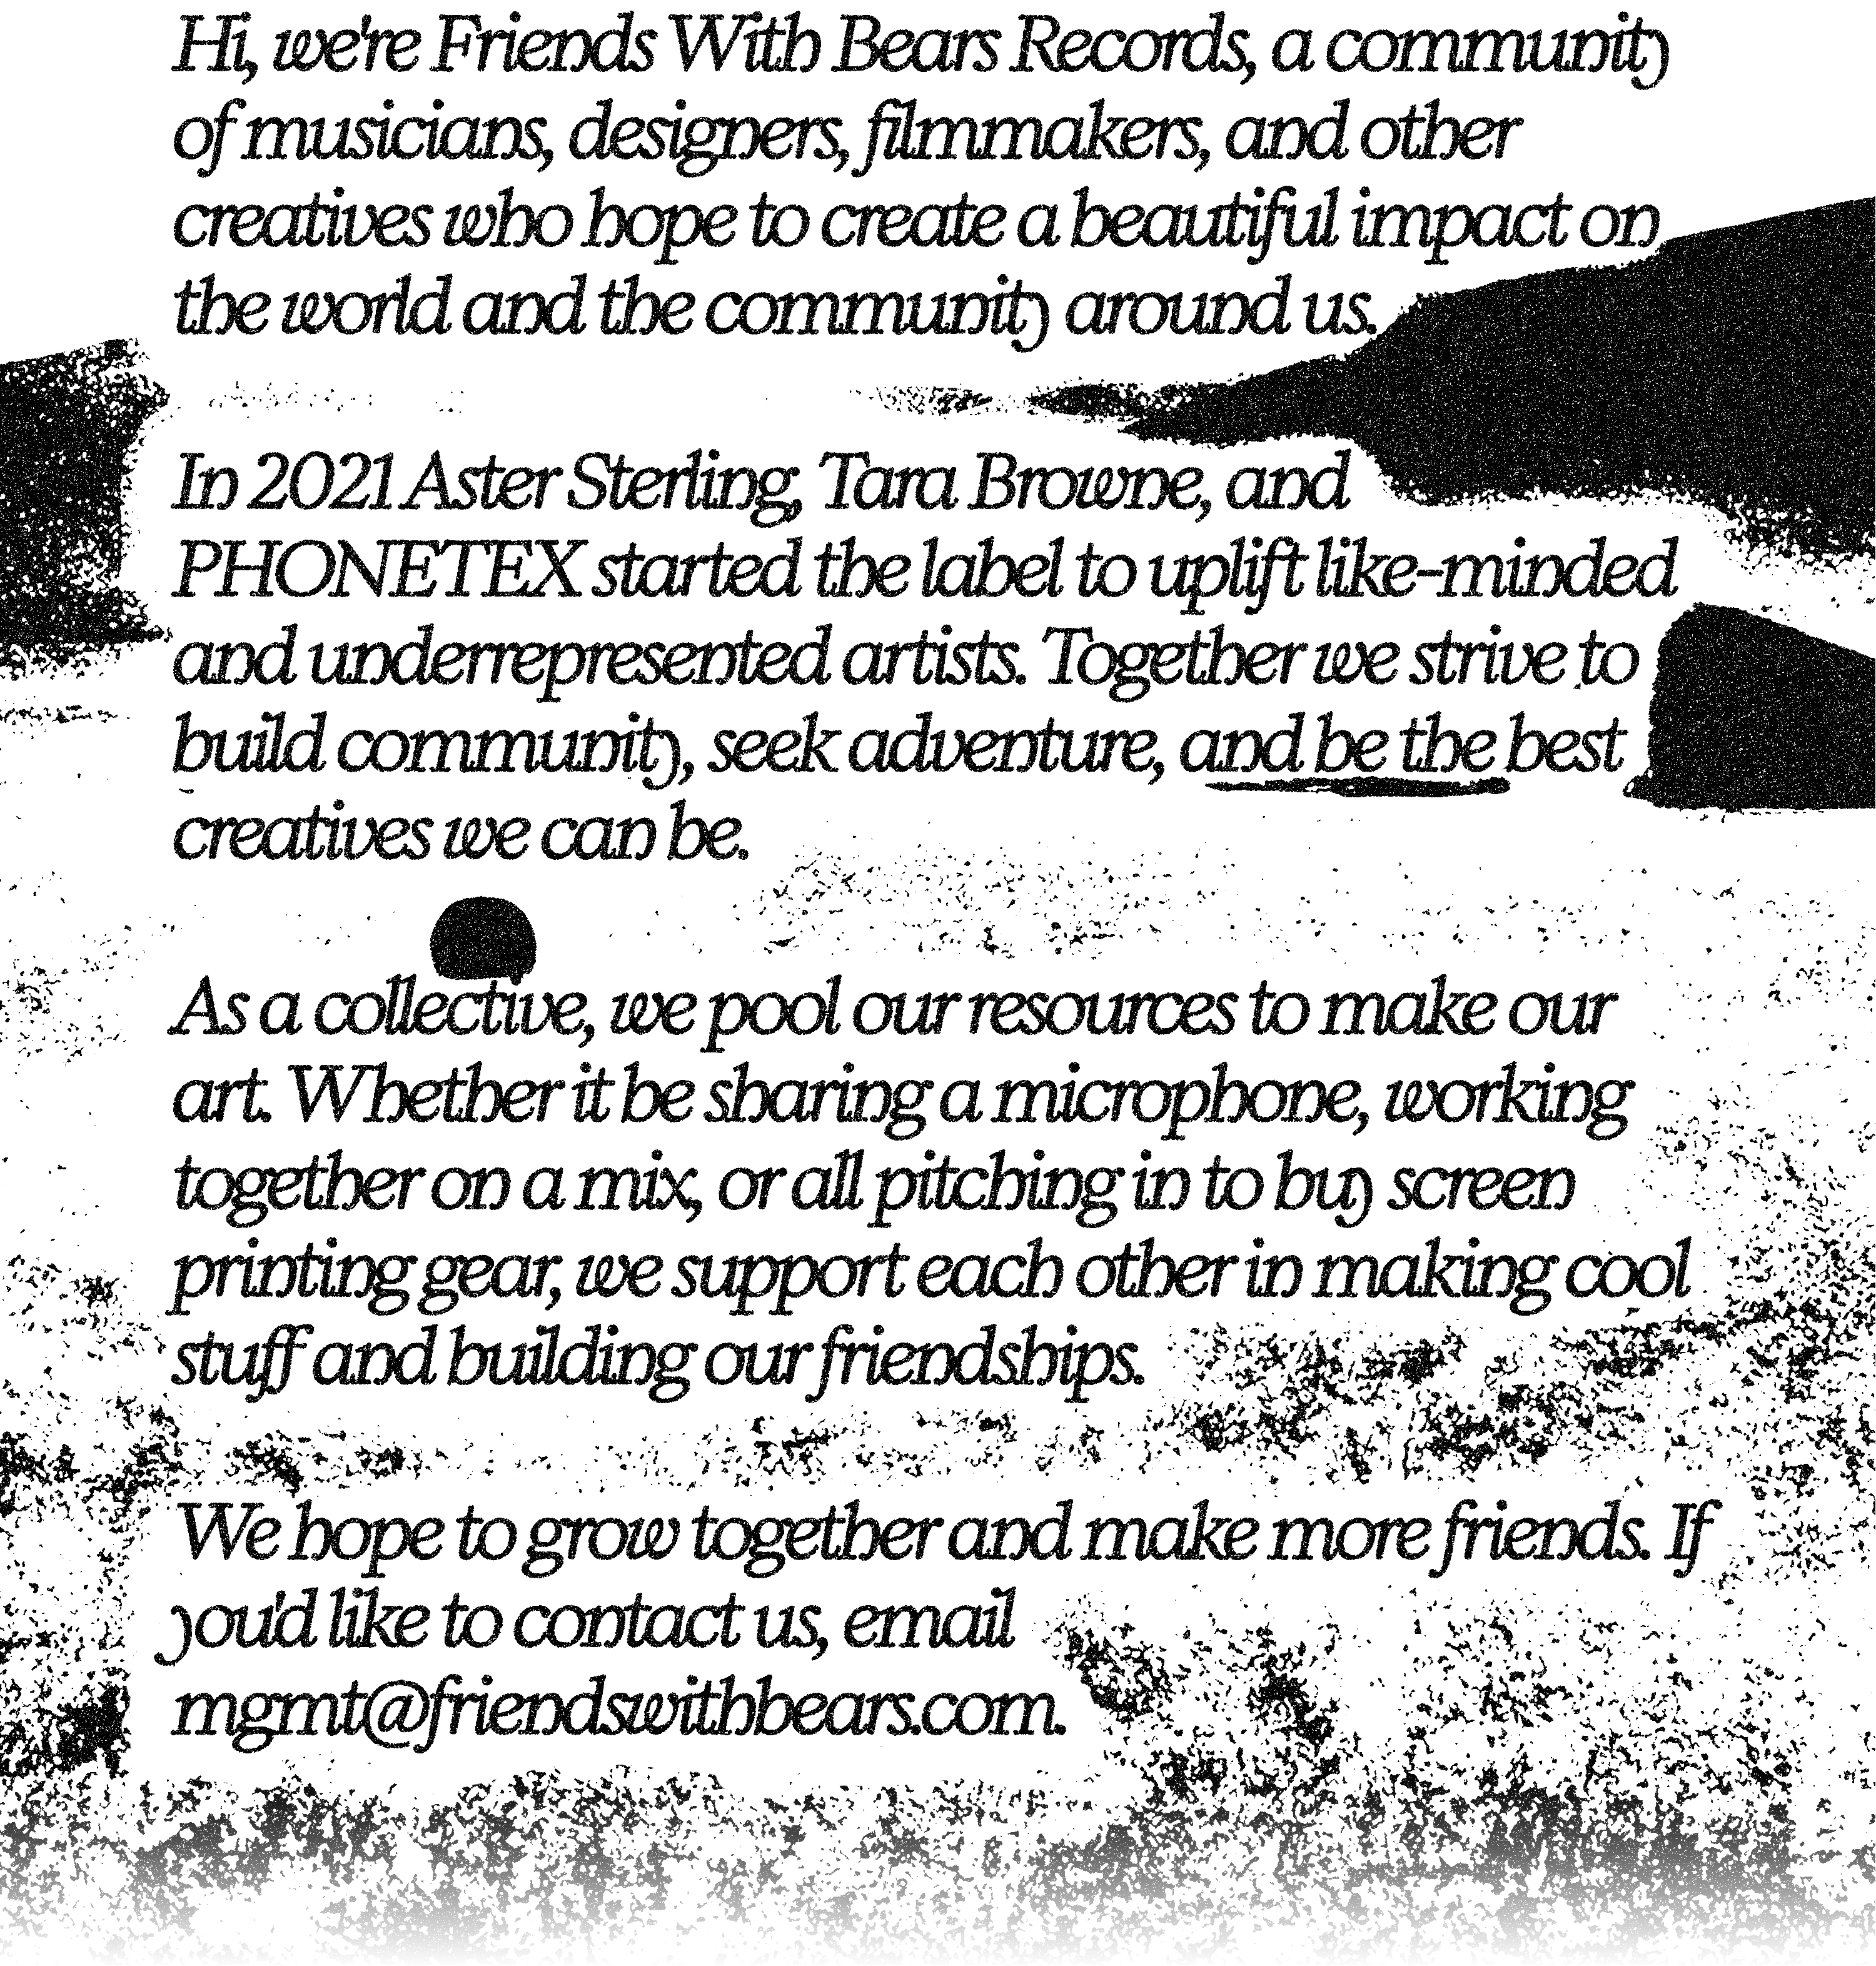 Hi, we're Friends With Bears Records, a community
of musicians, designers, filmmakers, and other
creatives who hope to create a beautiful impact on
the world and the community around us.
In 2021 Aster Sterling, Tara Browne, and
PHONETEX started the label to uplift like-minded
and underrepresented artists. Together we strive to
build community, seek adventure, and be the best
creatives we can be.
As a collective, we pool our resources to make our
art. Whether it be sharing a microphone, working
together on a mix, or all pitching in to buy screen
printing gear, we support each other in making cool
stuff and building our friendships.
We hope to grow together and make more friends. If
you'd like to contact us, email
mgmt@friendswithbears.com.